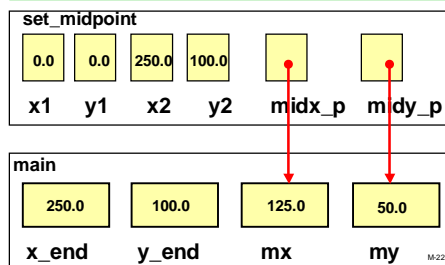 set_midpoint
0.0 0.0 250.0 100.0
x1 y1 x2 y2 midx_p midy_p
main
250.0 100.0 125.0 50.0
x_end y_end mx my
M-22